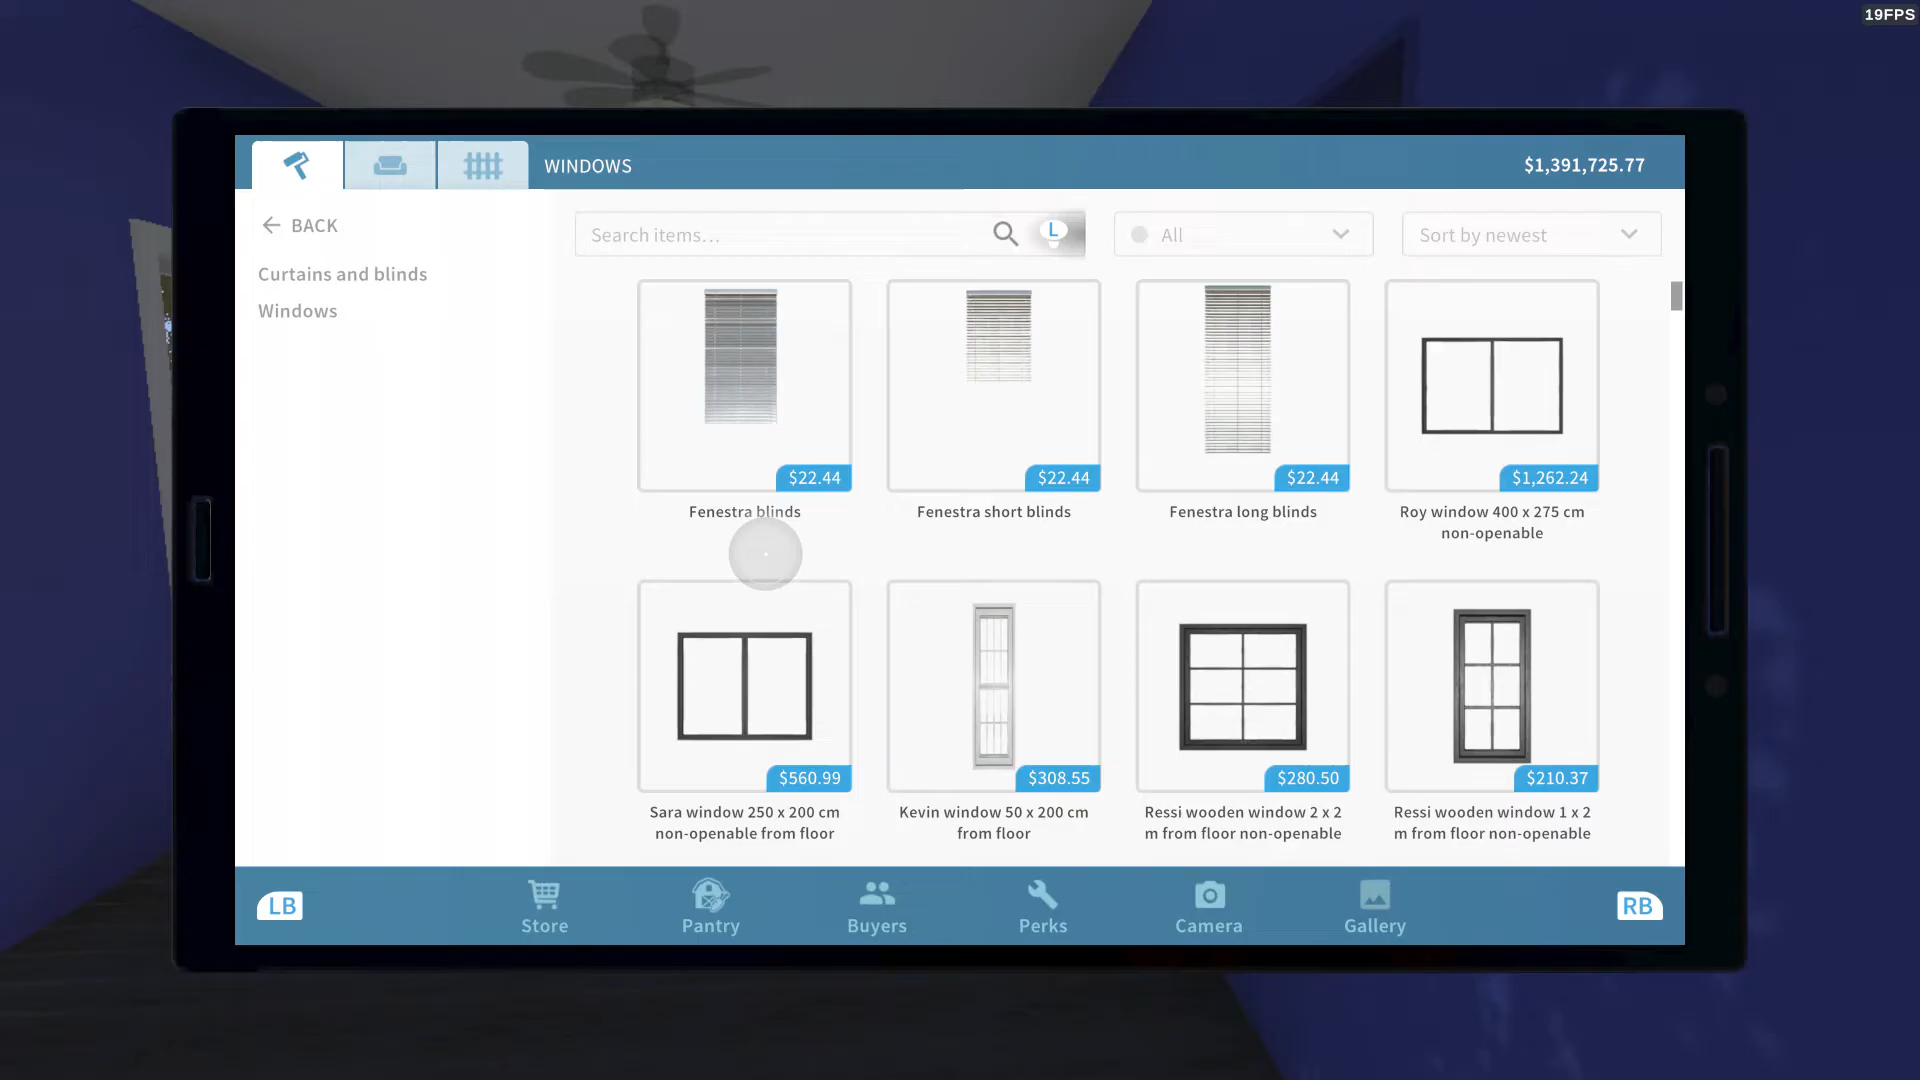 19FPS
WINDOWS
$1,391,725.77
BACK
Curtains and blinds
Windows
Search items...
L
All
Sort by newest
$22.44
$22.44
$22.44
$1,262.24
Fenestra blinds
Fenestra short blinds
Fenestra long blinds
Roy window 400 x 275 cm
non-openable
$560.99
$308.55
$280.50
$210.37
Sara window 250 x 200 cm
non-openable from floor
Kevin window 50 x 200 cm
from floor
Ressi wooden window 2 x 2
m from floor non-openable
Ressi wooden window 1 x 2
m from floor non-openable
LB
Store
Pantry
Buyers
Perks
Camera
Gallery
RB